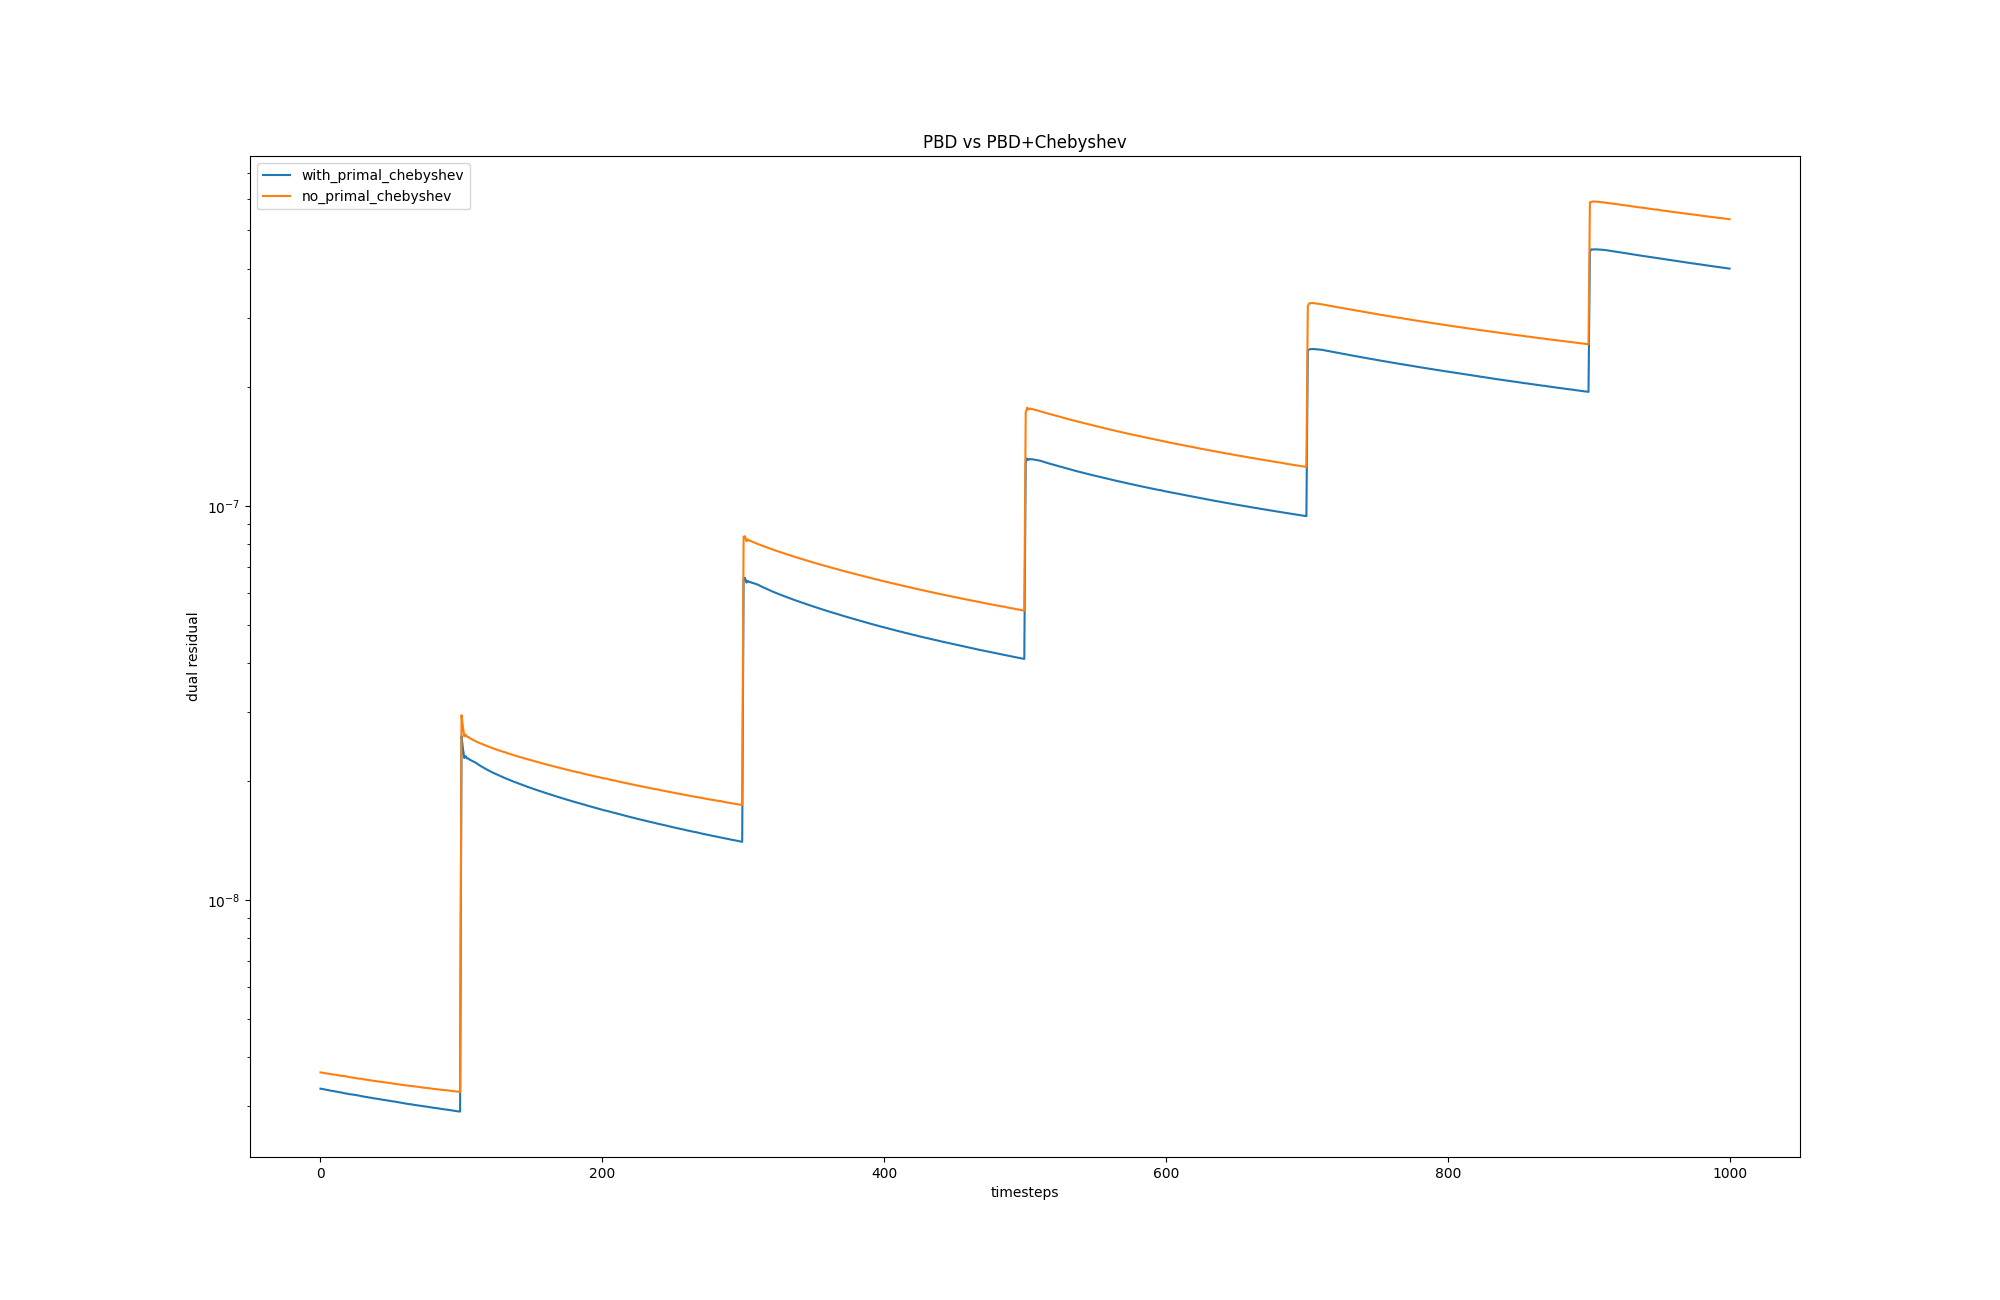 PBD vs PBD+Chebyshev
with_primal_chebyshev
no_primal_chebyshev
dual residual
10⁻⁷
10⁻⁸
0 200 400 600 800 1000
timesteps